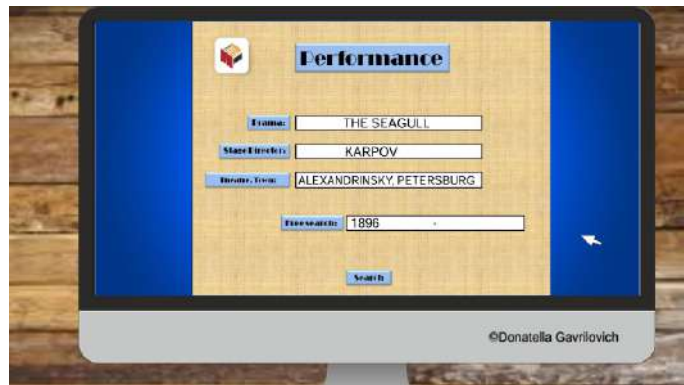 Performance
Drama: THE SEAGULL
Stage Director: KARPOV
Theatre, Town: ALEXANDRINSKY, PETERSBURG
Free search: 1896
Search
©Donatella Gavrilovich